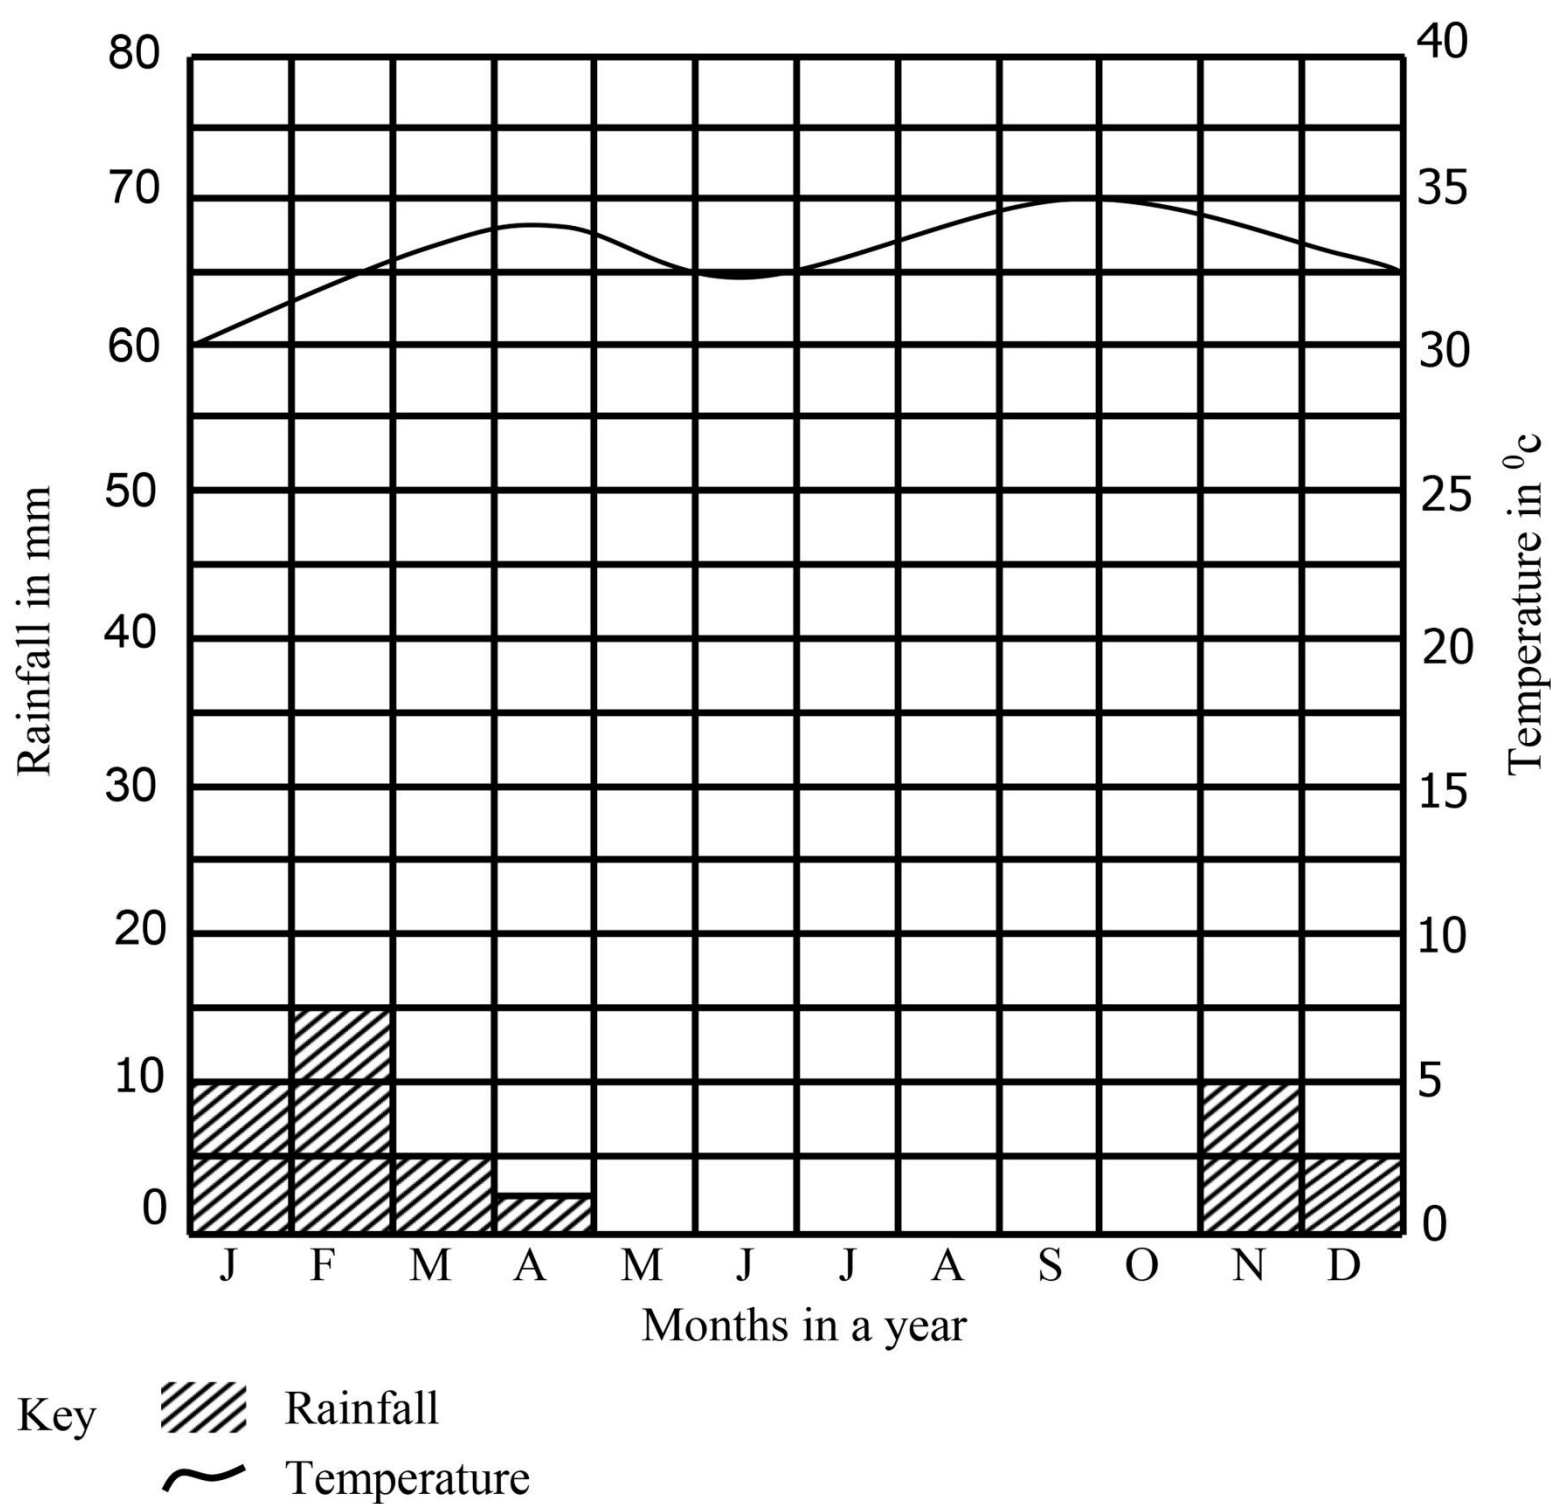 80 40
70 35
60 30
50 25
40 20
30 15
20 10
10 5
0 0
Rainfall in mm
Temperature in ⁰c
J F M A M J J A S O N D
Months in a year
Key Rainfall
Temperature